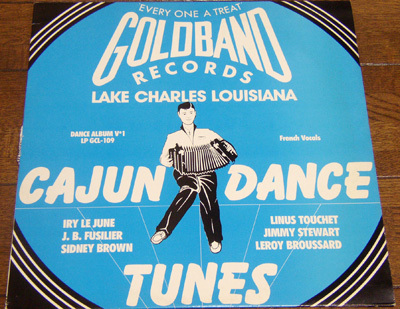 EVERY ONE A TREAT
GOLDBAND
RECORDS
LAKE CHARLES LOUISIANA
DANCE ALBUM Vº1
LP GCL-109
French Vocals
CAJUN DANCE
IRY LE JUNE
J. B. FUSILIER
SIDNEY BROWN
LINUS TOUCHET
JIMMY STEWART
LEROY BROUSSARD
TUNES